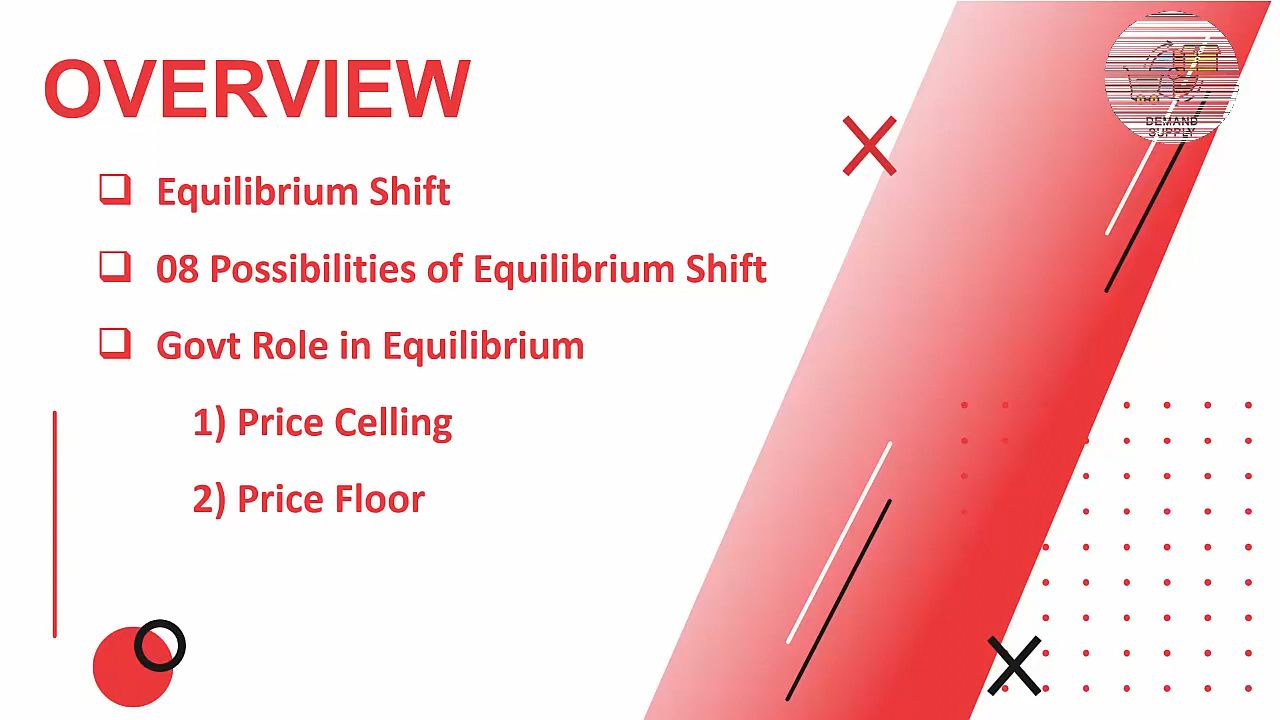 OVERVIEW
❑ Equilibrium Shift
❑ 08 Possibilities of Equilibrium Shift
❑ Govt Role in Equilibrium
1) Price Celling
2) Price Floor
DEMAND
SUPPLY